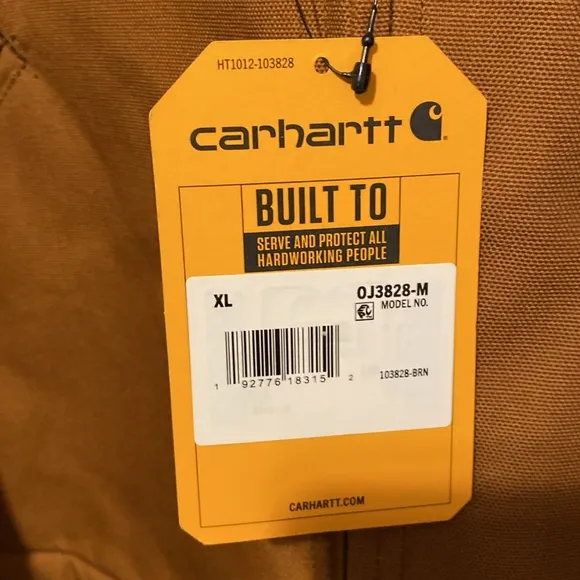 HT1012-103828
carhartt
BUILT TO
SERVE AND PROTECT ALL
HARDWORKING PEOPLE
XL
OJ3828-M
MODEL NO.
1 92776 18315 2
103828-BRN
CARHARTT.COM